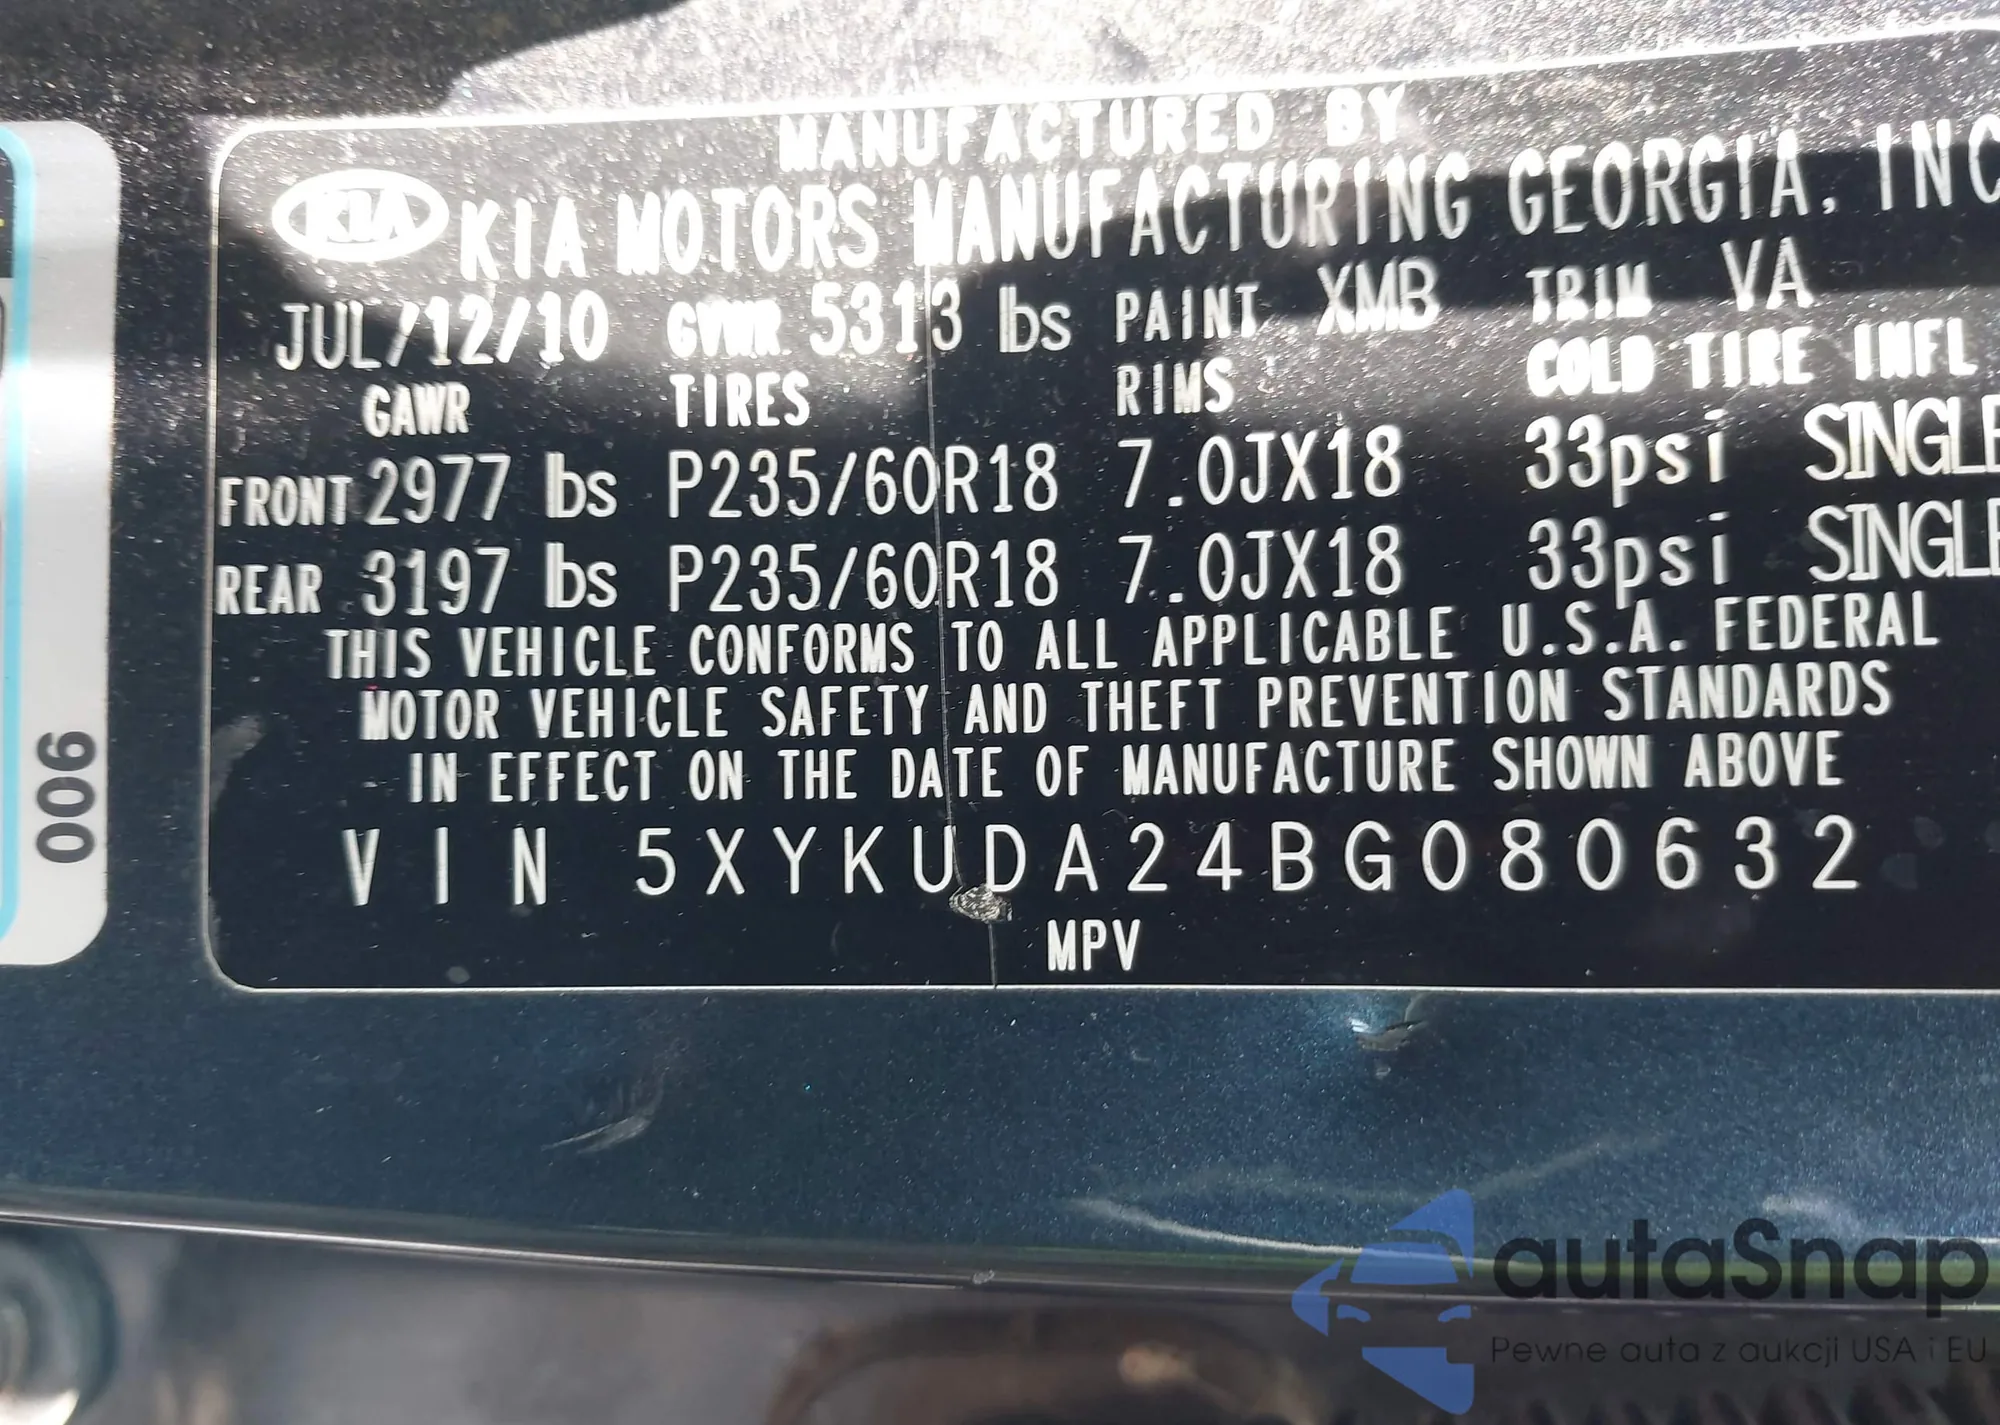 MANUFACTURED BY
KIA KIA MOTORS MANUFACTURING GEORGIA, INC
JUL/12/10 GVWR 5313 lbs PAINT XMB TRIM VA
GAWR TIRES RIMS COLD TIRE INFL
FRONT 2977 lbs P235/60R18 7.0JX18 33psi SINGLE
REAR 3197 lbs P235/60R18 7.0JX18 33psi SINGLE
THIS VEHICLE CONFORMS TO ALL APPLICABLE U.S.A. FEDERAL
MOTOR VEHICLE SAFETY AND THEFT PREVENTION STANDARDS
IN EFFECT ON THE DATE OF MANUFACTURE SHOWN ABOVE
VIN 5XYKUDA24BG080632
MPV
006
autaSnap
Pewne auta z aukcji USA i EU